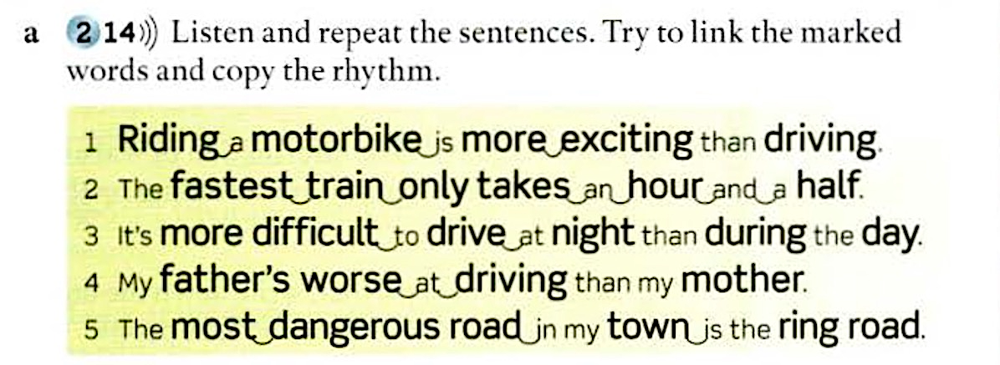 a 2 14))) Listen and repeat the sentences. Try to link the marked
words and copy the rhythm.
1 Riding a motorbike is more exciting than driving.
2 The fastest train only takes an hour and a half.
3 It's more difficult to drive at night than during the day.
4 My father's worse at driving than my mother.
5 The most dangerous road in my town is the ring road.